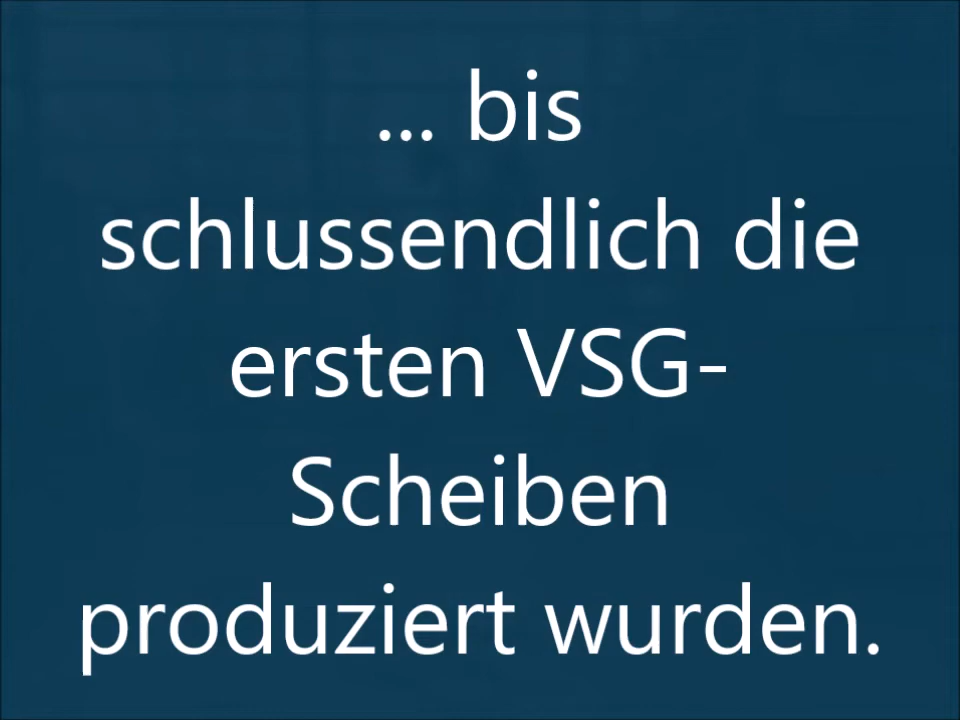 ... bis
schlussendlich die
ersten VSG-
Scheiben
produziert wurden.